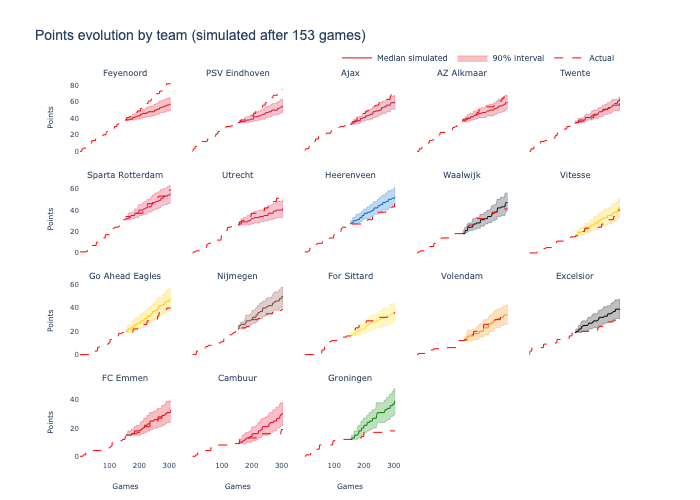 Points evolution by team (simulated after 153 games)
Median simulated 90% interval Actual
Feyenoord PSV Eindhoven Ajax AZ Alkmaar Twente
80
60
40
20
0
Points
Sparta Rotterdam Utrecht Heerenveen Waalwijk Vitesse
60
40
20
0
Points
Go Ahead Eagles Nijmegen For Sittard Volendam Excelsior
60
40
20
0
Points
FC Emmen Cambuur Groningen
40
20
0
Points
100 200 300 100 200 300 100 200 300
Games Games Games